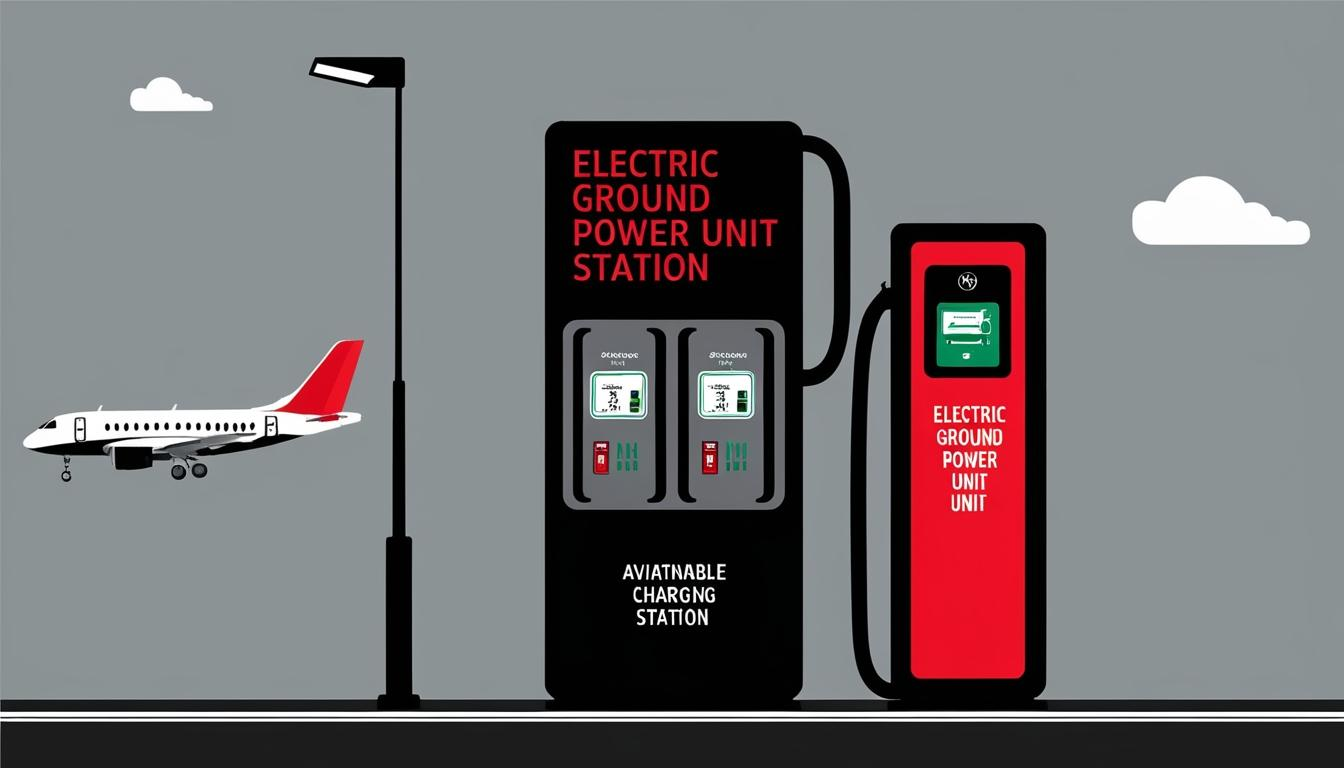 ELECTRIC
GROUND
POWER UNIT
STATION
AVIATNABLE
CHARGNG
STATION
ELECTRIC
GROUND
POWER
UNIT
UNIT